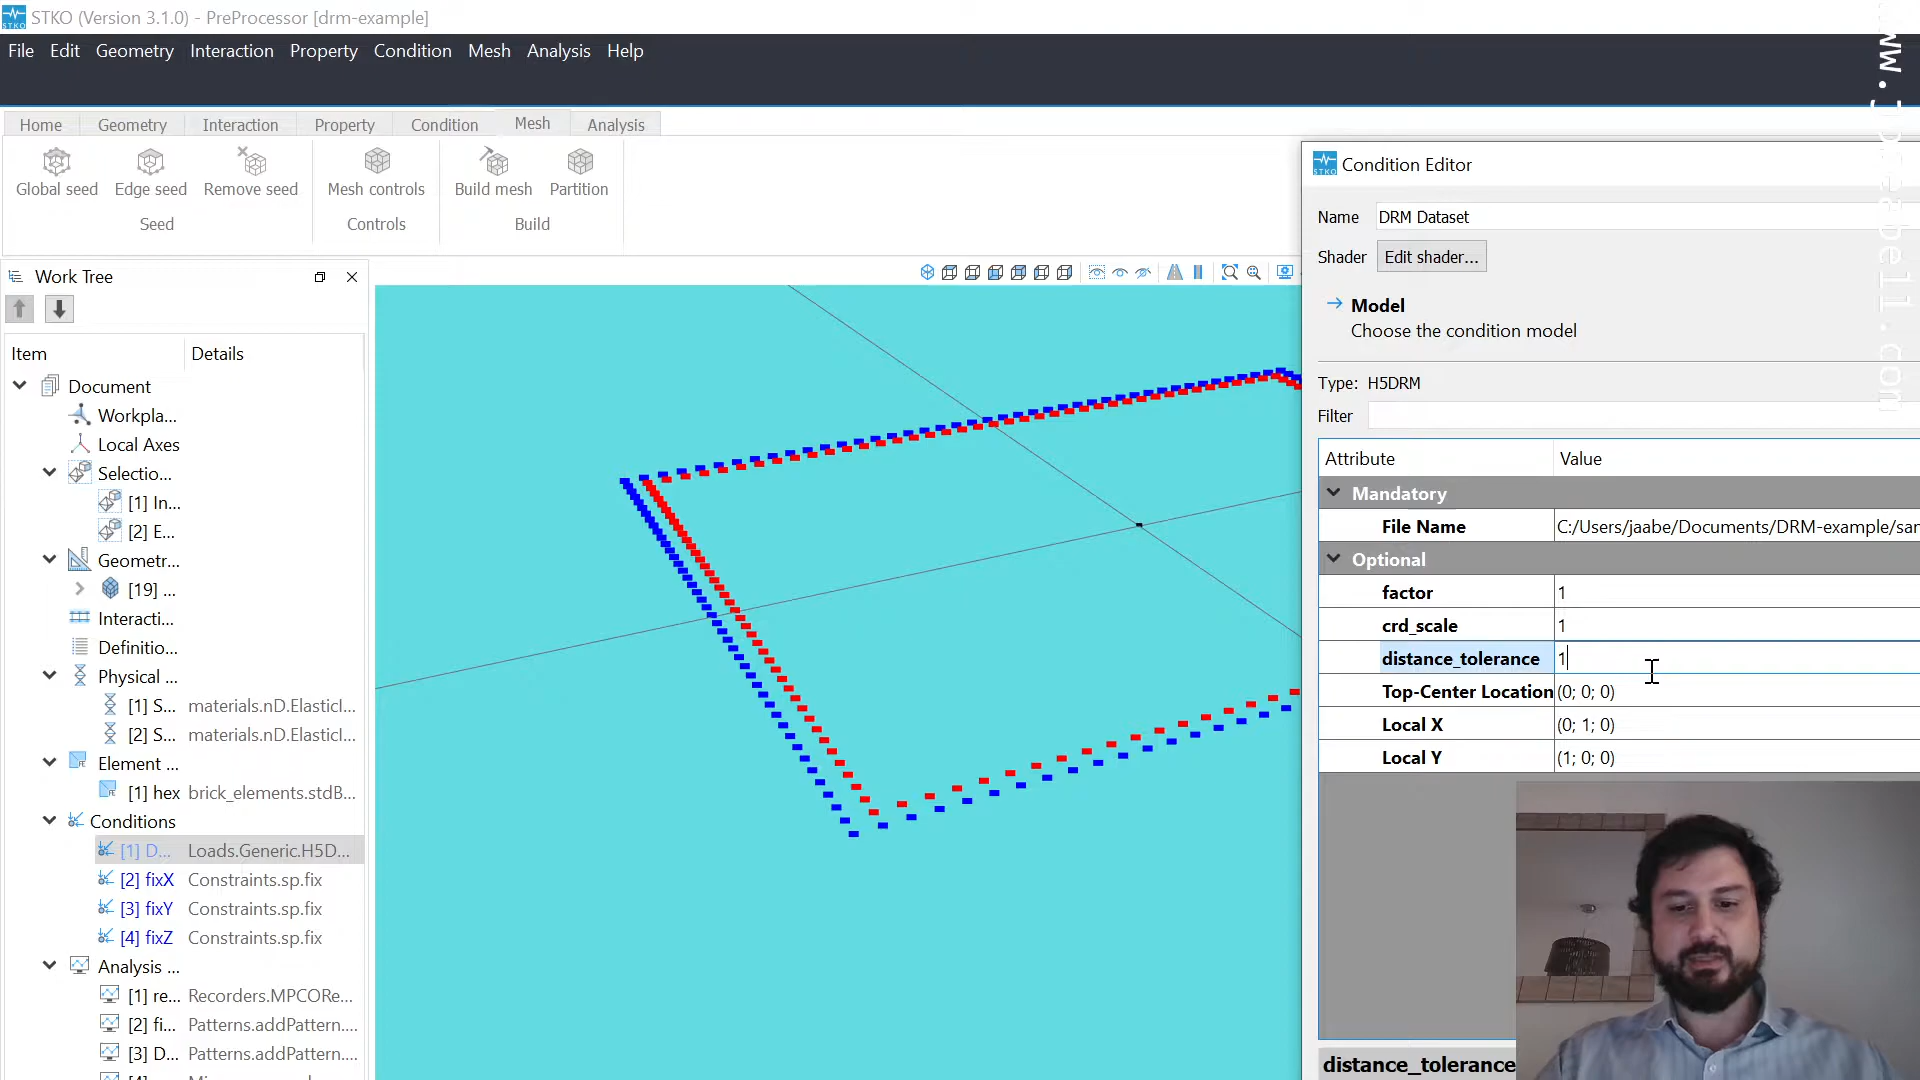 STKO (Version 3.1.0) - PreProcessor [drm-example]
File Edit Geometry Interaction Property Condition Mesh Analysis Help
Home Geometry Interaction Property Condition Mesh Analysis
Global seed Edge seed Remove seed Mesh controls Build mesh Partition
Seed Controls Build
Work Tree
Item Details
Document
Workpla...
Local Axes
Selectio...
[1] In...
[2] E...
Geometr...
[19] ...
Interacti...
Definitio...
Physical ...
[1] S... materials.nD.ElasticI...
[2] S... materials.nD.ElasticI...
Element ...
[1] hex brick_elements.stdB...
Conditions
[1] D... Loads.Generic.H5D...
[2] fixX Constraints.sp.fix
[3] fixY Constraints.sp.fix
[4] fixZ Constraints.sp.fix
Analysis ...
[1] re... Recorders.MPCORe...
[2] fi... Patterns.addPattern....
[3] D... Patterns.addPattern....
STKO Condition Editor
Name DRM Dataset
Shader Edit shader...
Model
Choose the condition model
Type: H5DRM
Filter
Attribute Value
Mandatory
File Name C:/Users/jaabe/Documents/DRM-example/sar
Optional
factor 1
crd_scale 1
distance_tolerance 1
Top-Center Location (0; 0; 0)
Local X (0; 1; 0)
Local Y (1; 0; 0)
distance_tolerance